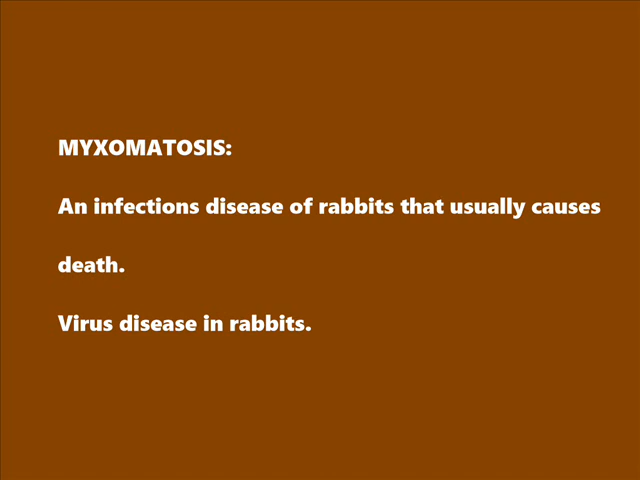 MYXOMATOSIS:
An infections disease of rabbits that usually causes
death.
Virus disease in rabbits.